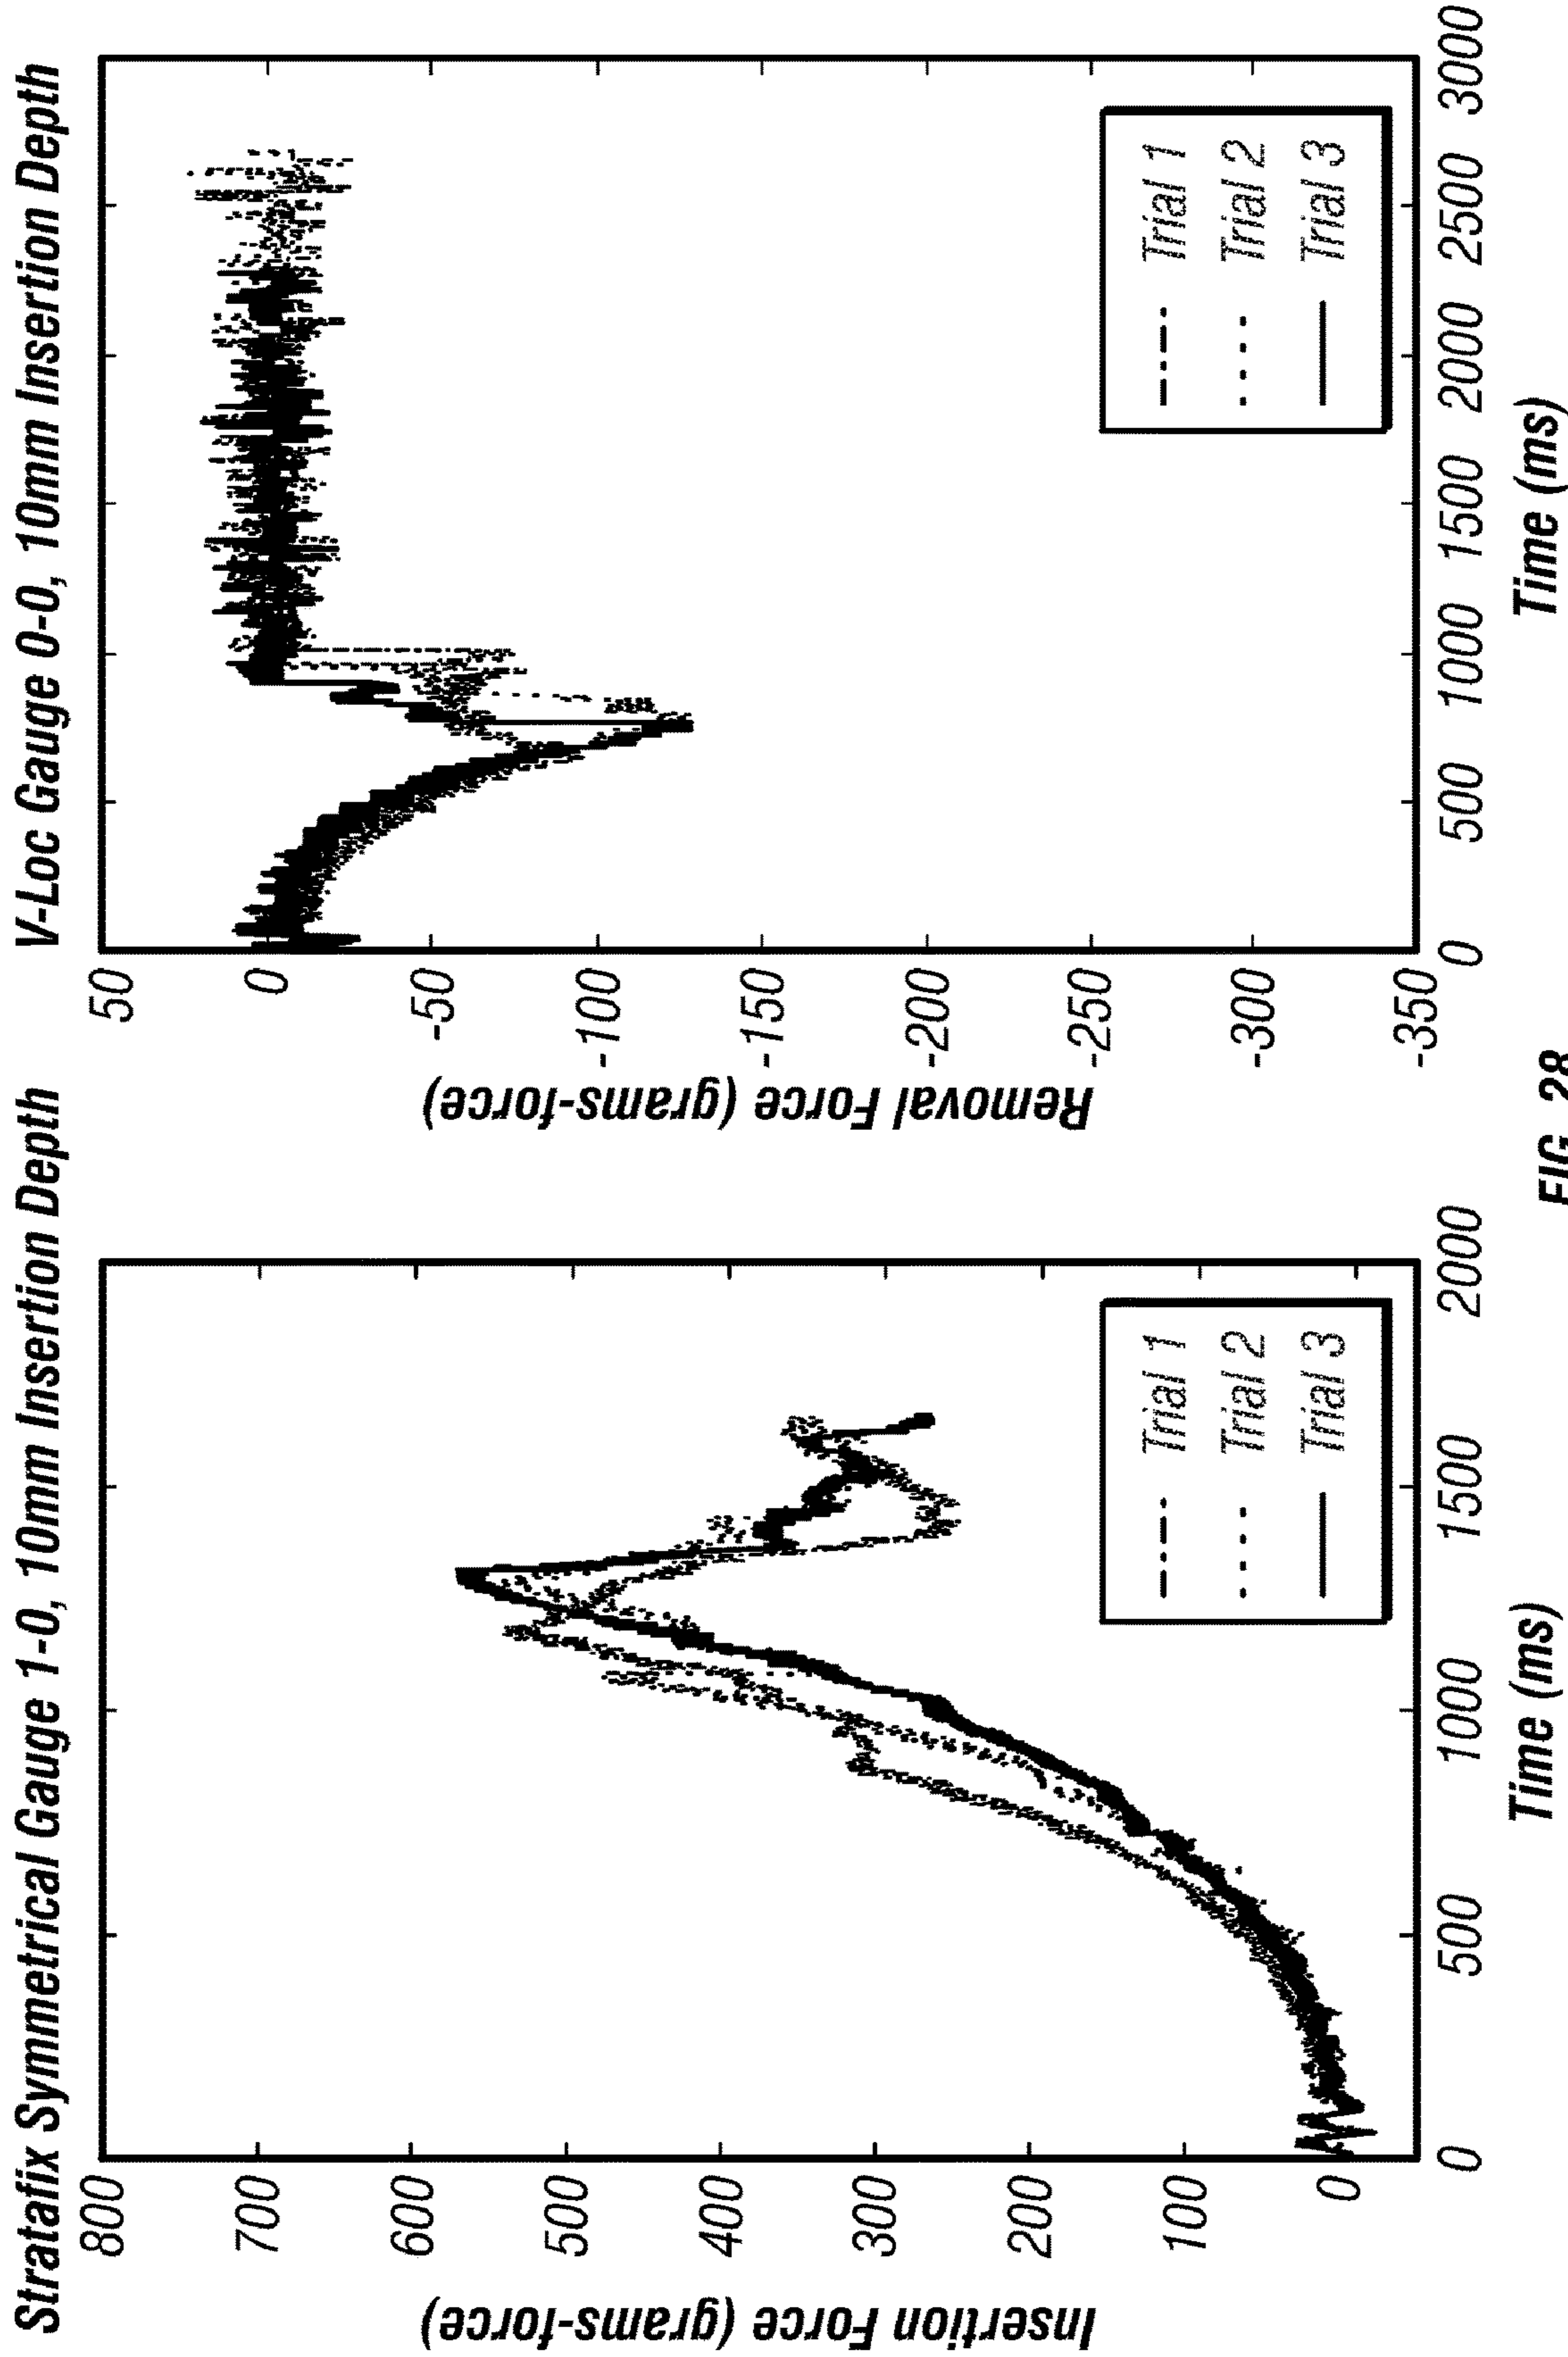 Stratafix Symmetrical Gauge 1-0, 10mm Insertion Depth
800
700
600
500
400
300
200
100
0
Insertion Force (grams-force)
0
500
1000
1500
2000
Time (ms)
Trial 1
Trial 2
Trial 3
V-Loc Gauge 0-0, 10mm Insertion Depth
50
0
-50
-100
-150
-200
-250
-300
-350
Removal Force (grams-force)
0
500
1000
1500
2000
2500
3000
Time (ms)
Trial 1
Trial 2
Trial 3
FIG. 28